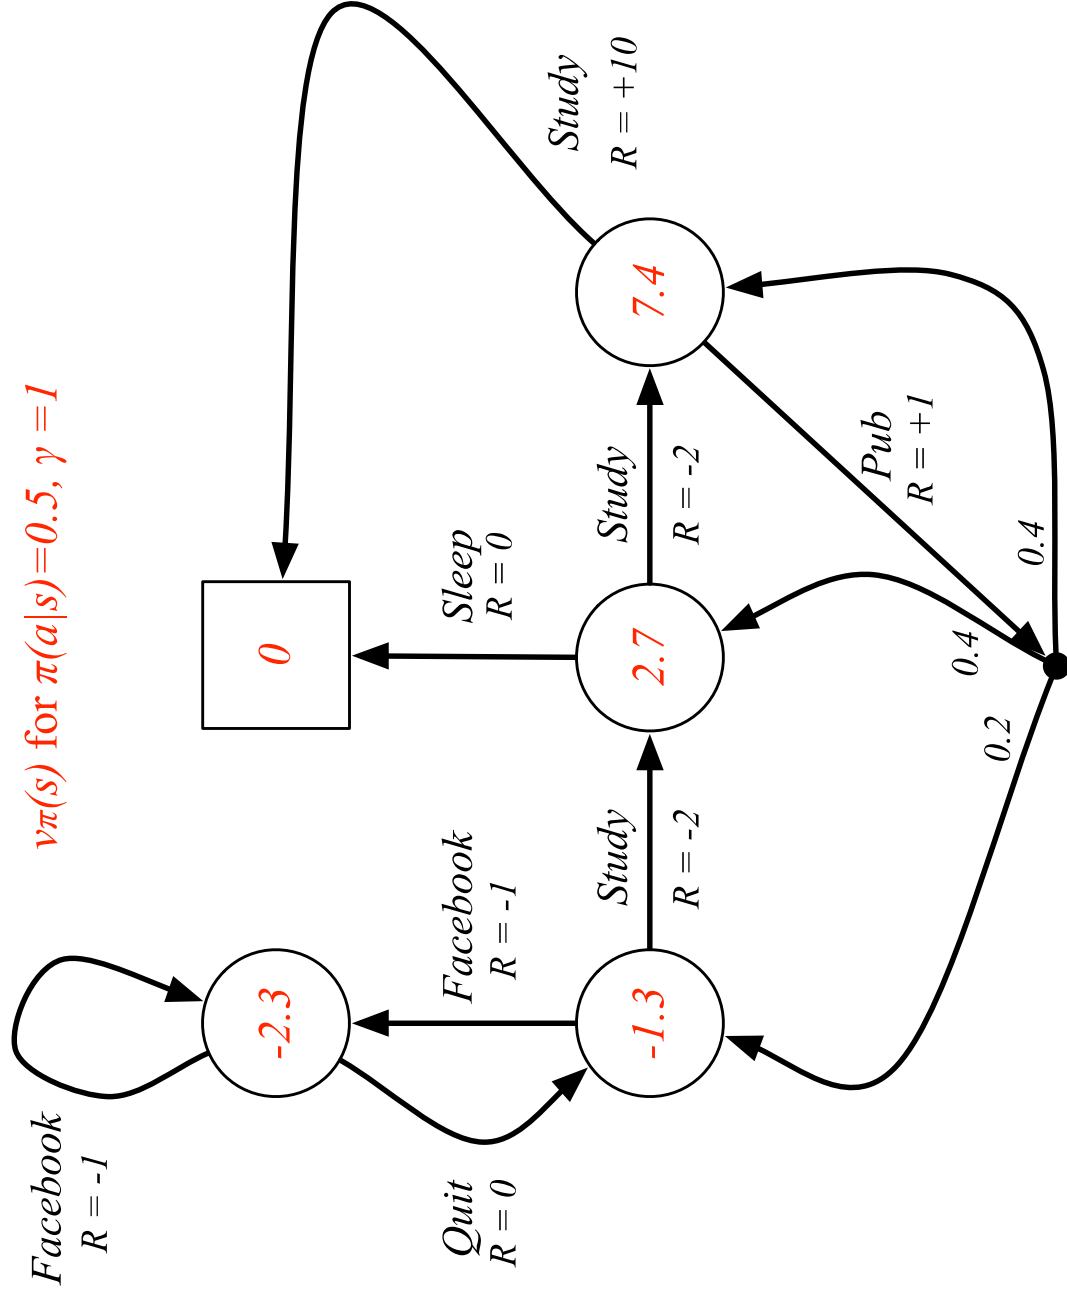 vπ(s) for π(a|s)=0.5, γ =1
Facebook
R = -1
Quit
R = 0
-2.3
Facebook
R = -1
0
Sleep
R = 0
-1.3
Study
R = -2
2.7
Study
R = -2
7.4
Study
R = +10
Pub
R = +1
0.2
0.4
0.4